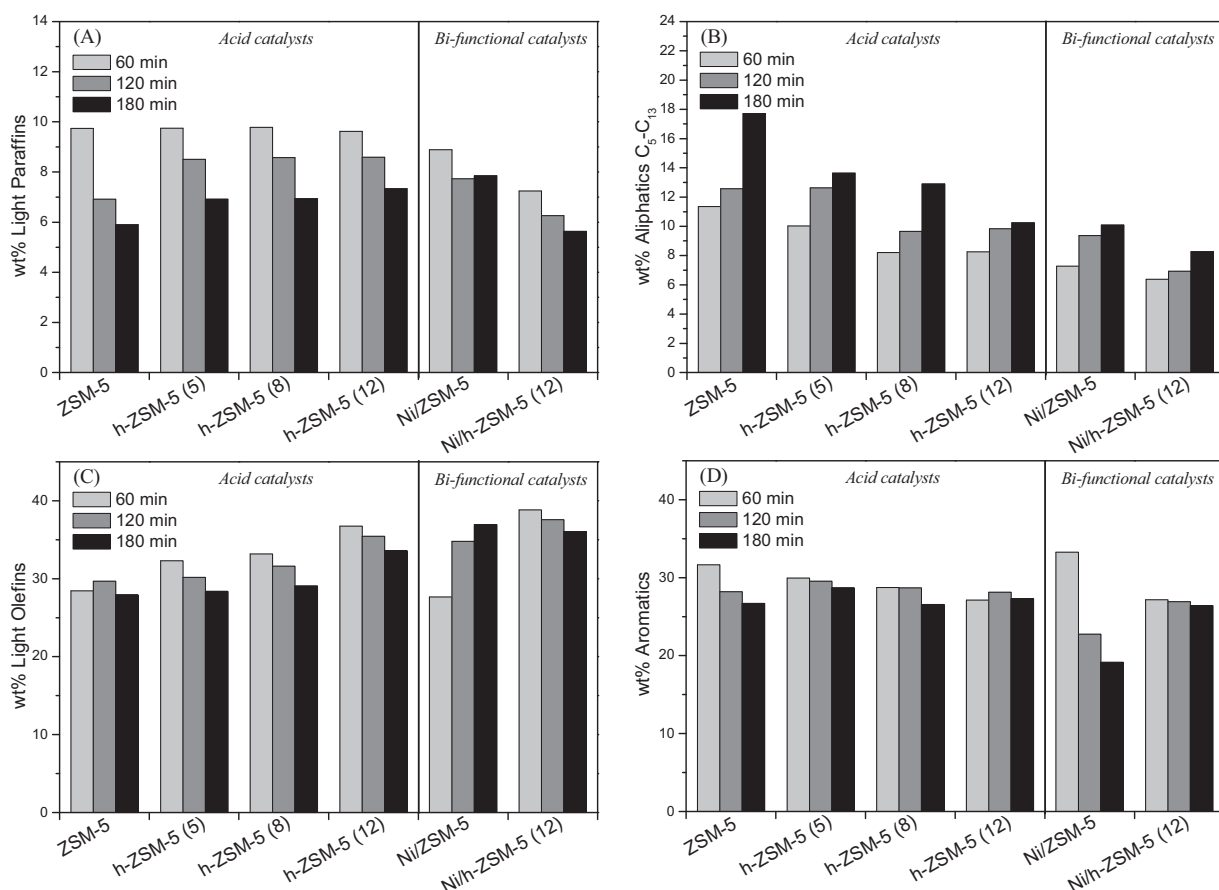 (A)
Acid catalysts
Bi-functional catalysts
60 min
120 min
180 min
wt% Light Paraffins
14
12
10
8
6
4
2
0
ZSM-5
h-ZSM-5 (5)
h-ZSM-5 (8)
h-ZSM-5 (12)
Ni/ZSM-5
Ni/h-ZSM-5 (12)
(B)
Acid catalysts
Bi-functional catalysts
60 min
120 min
180 min
wt% Aliphatics C5-C13
24
22
20
18
16
14
12
10
8
6
4
2
0
ZSM-5
h-ZSM-5 (5)
h-ZSM-5 (8)
h-ZSM-5 (12)
Ni/ZSM-5
Ni/h-ZSM-5 (12)
(C)
Acid catalysts
Bi-functional catalysts
60 min
120 min
180 min
wt% Light Olefins
40
30
20
10
0
ZSM-5
h-ZSM-5 (5)
h-ZSM-5 (8)
h-ZSM-5 (12)
Ni/ZSM-5
Ni/h-ZSM-5 (12)
(D)
Acid catalysts
Bi-functional catalysts
60 min
120 min
180 min
wt% Aromatics
40
30
20
10
0
ZSM-5
h-ZSM-5 (5)
h-ZSM-5 (8)
h-ZSM-5 (12)
Ni/ZSM-5
Ni/h-ZSM-5 (12)